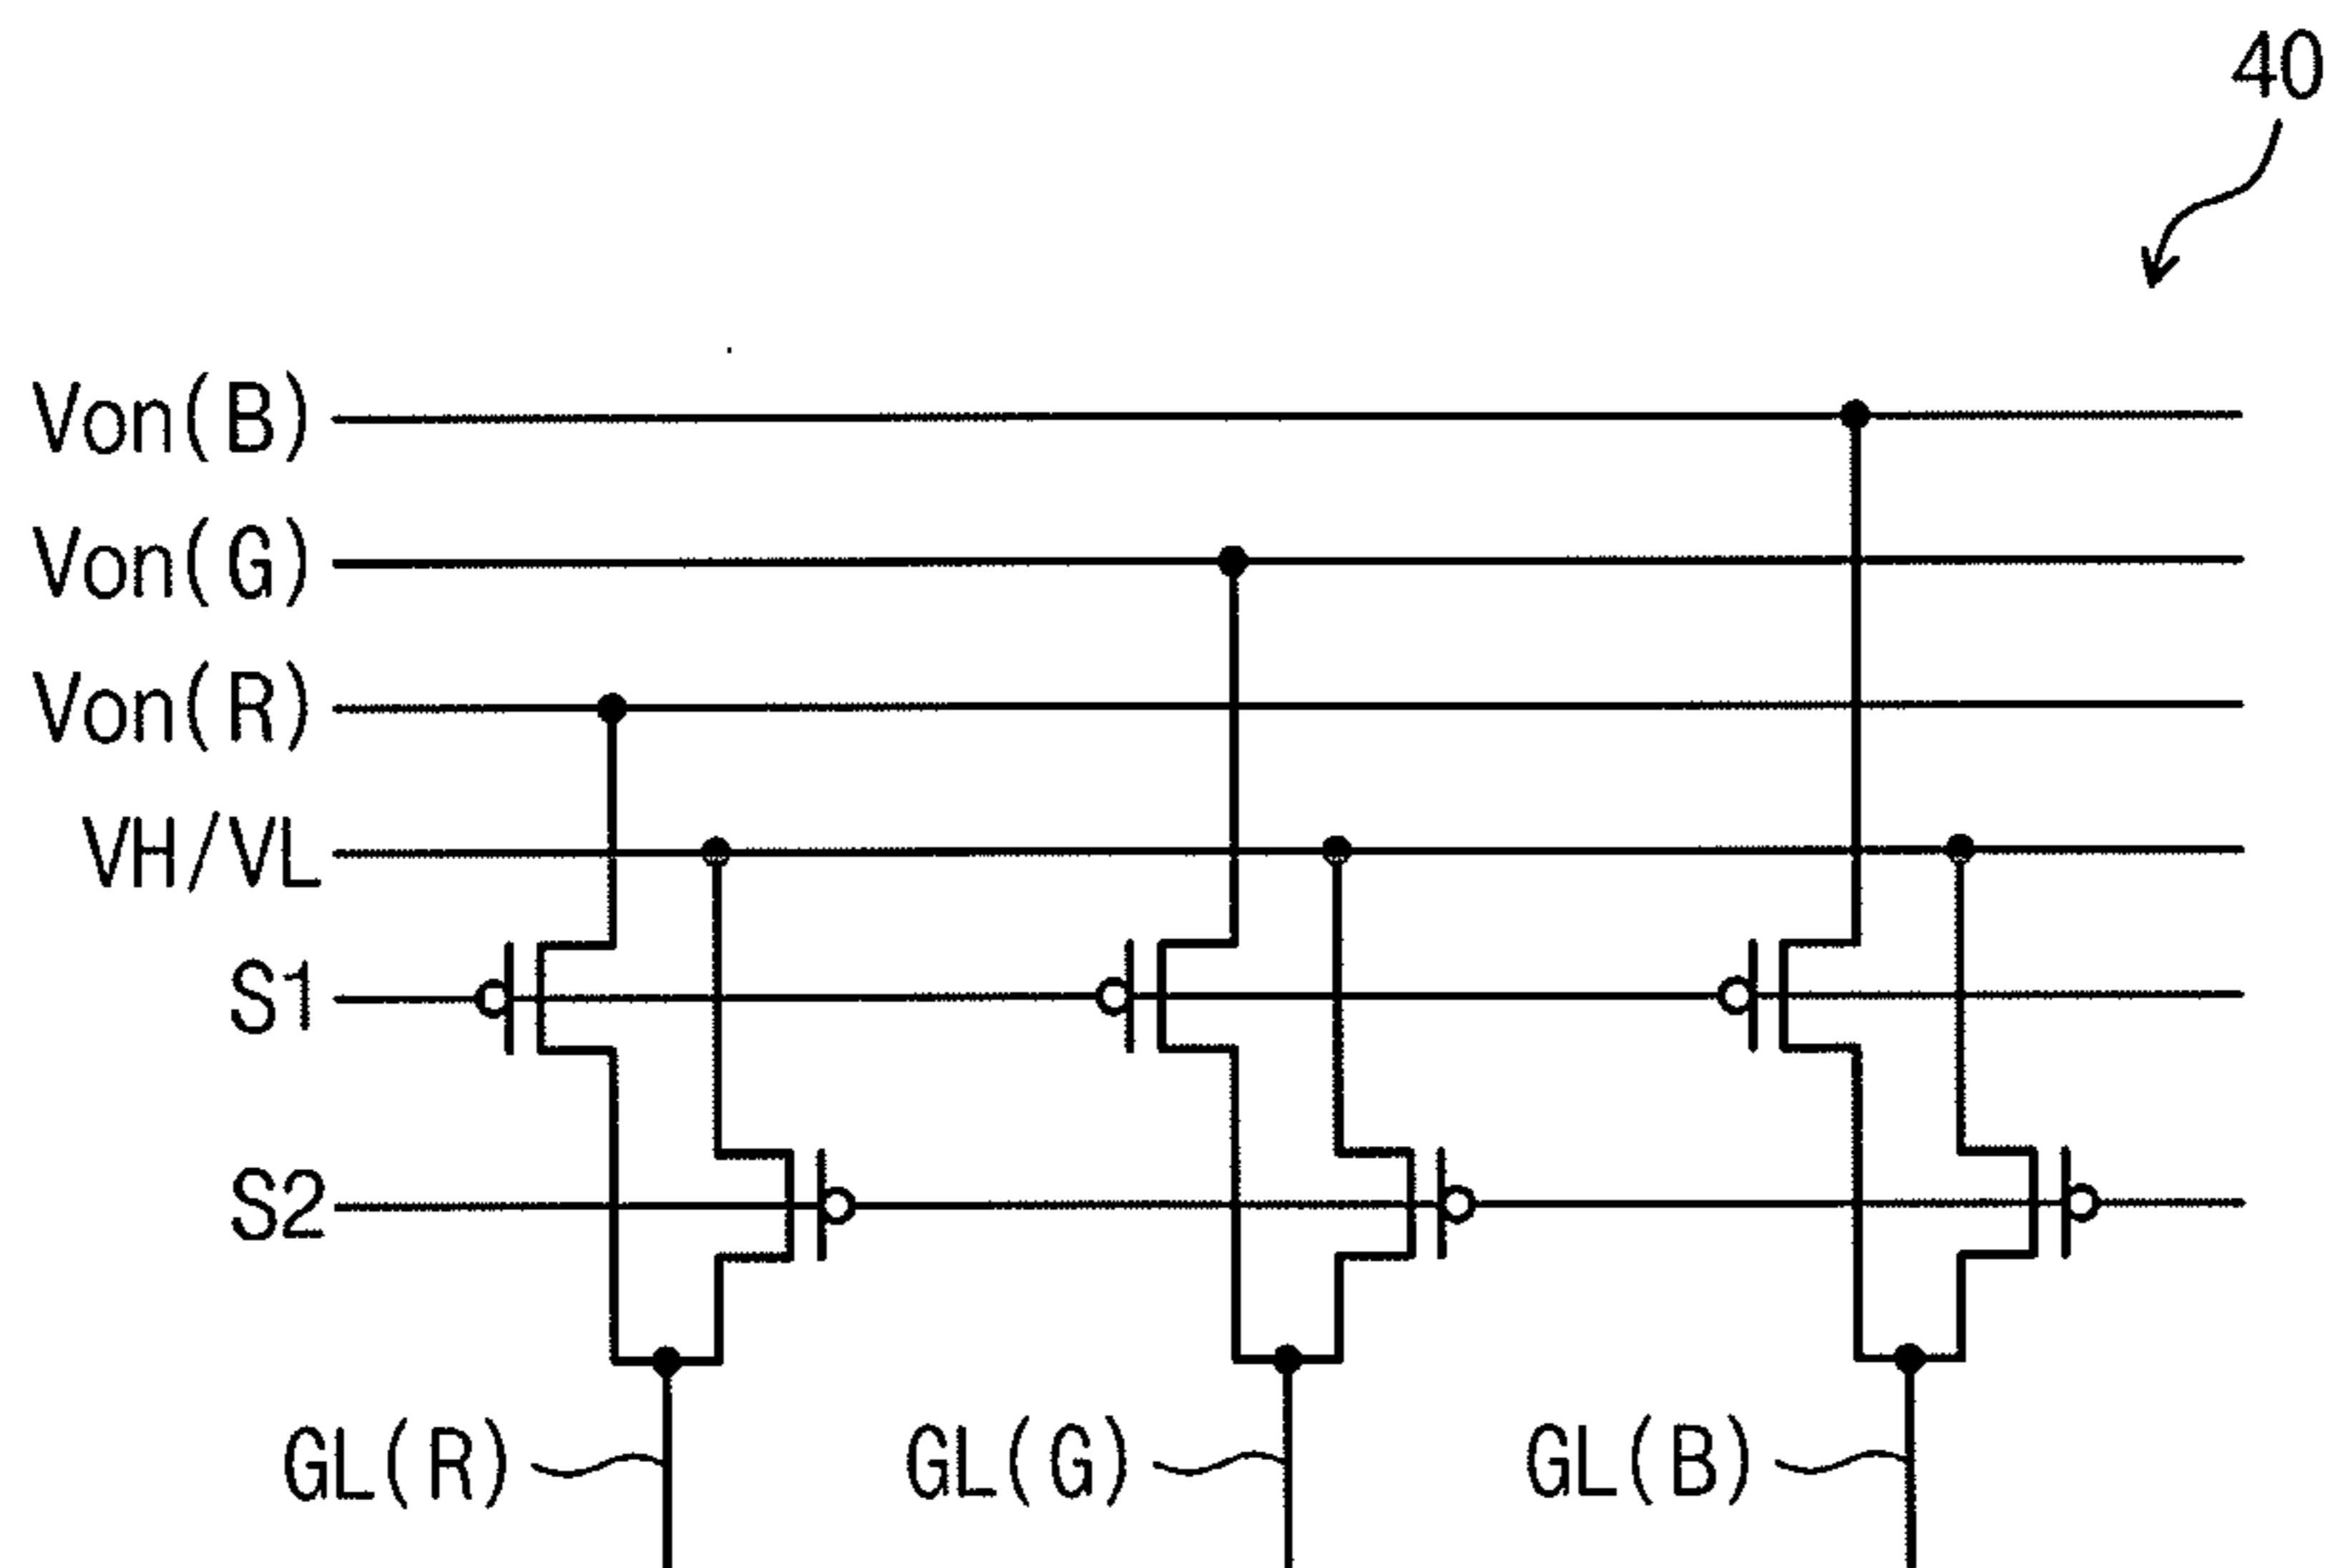 40
Von(B)
Von(G)
Von(R)
VH/VL
S1
S2
GL(R) GL(G) GL(B)